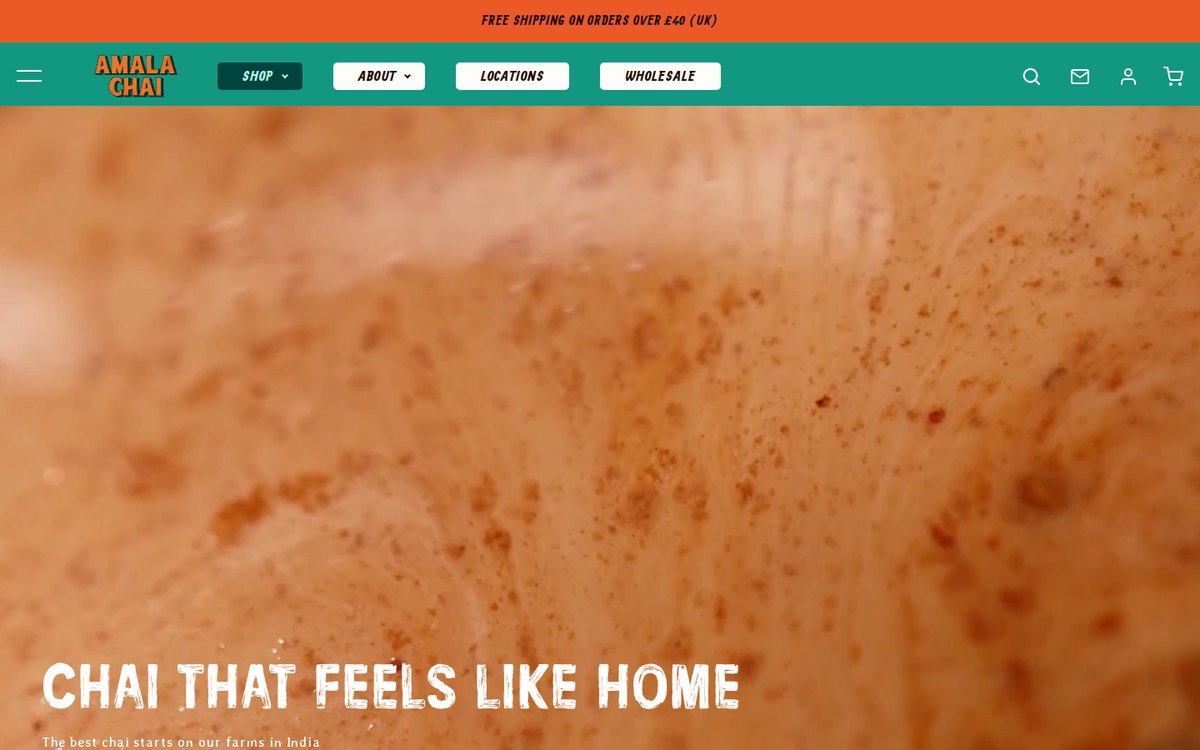 FREE SHIPPING ON ORDERS OVER £40 (UK)
AMALA
CHAI
SHOP
ABOUT
LOCATIONS
WHOLESALE
CHAI THAT FEELS LIKE HOME
The best chai starts on our farms in India